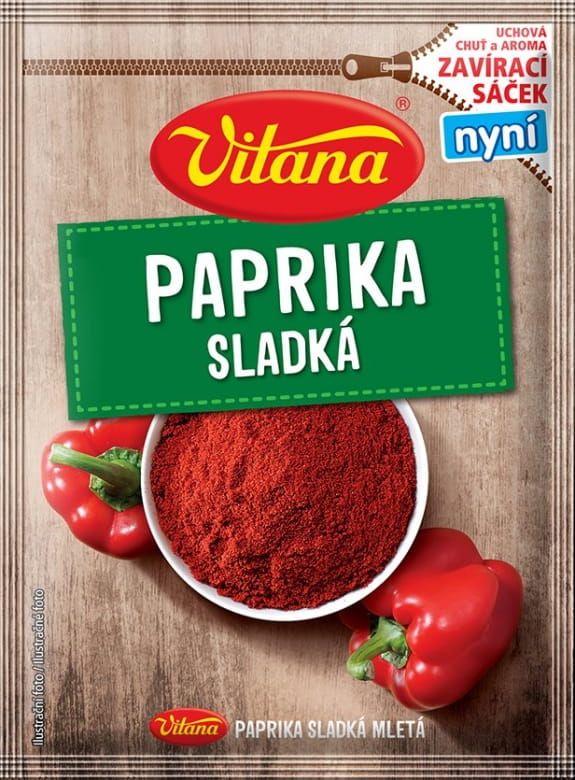 UCHOVÁ
CHUŤ a AROMA
ZAVÍRACÍ
SÁČEK
nyní
Vitana®
PAPRIKA
SLADKÁ
Ilustrační foto / Ilustračné foto
Vitana PAPRIKA SLADKÁ MLETÁ